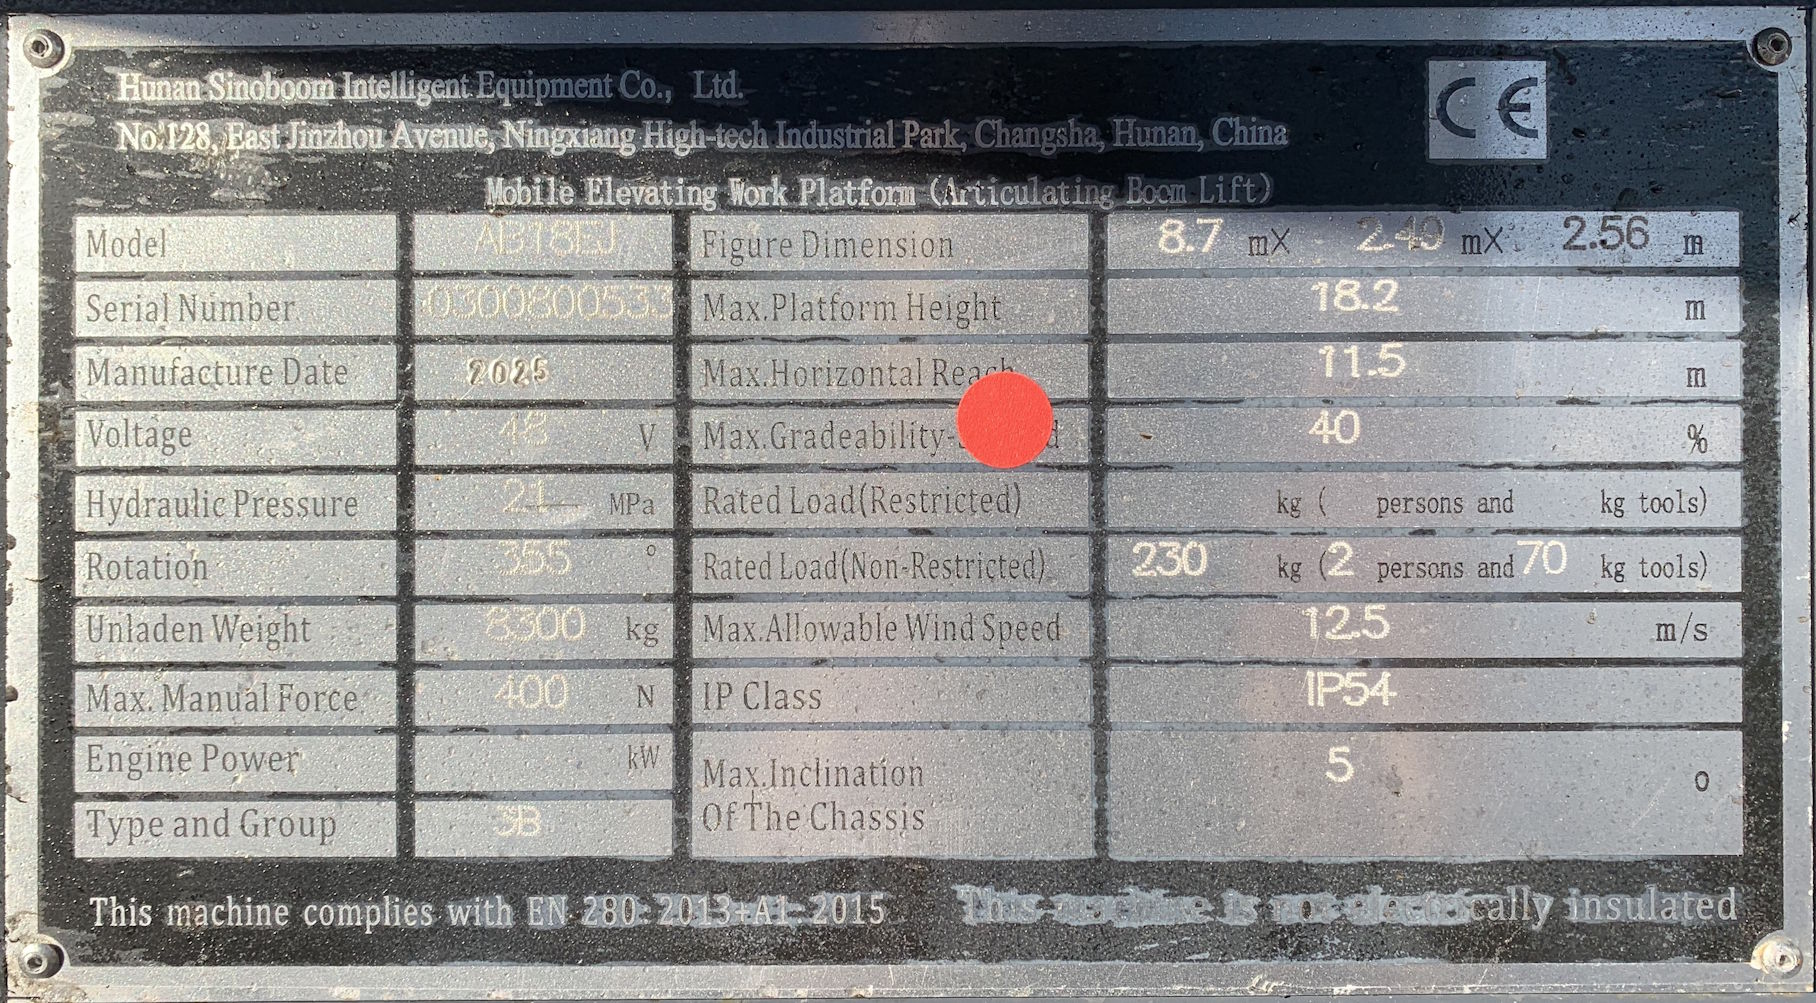 Hunan Sinoboom Intelligent Equipment Co., Ltd.
No.128, East Jinzhou Avenue, Ningxiang High-tech Industrial Park, Changsha, Hunan, China
CE
Mobile Elevating Work Platform (Articulating Boom Lift)
Model AB18EJ Figure Dimension 8.7 mX 2.49 mX 2.56 m
Serial Number 0300800533 Max.Platform Height 18.2 m
Manufacture Date 2025 Max.Horizontal Reach 11.5 m
Voltage 48 V Max.Gradeability- 40 %
Hydraulic Pressure 21 MPa Rated Load(Restricted) kg ( persons and kg tools)
Rotation 355 ° Rated Load(Non-Restricted) 230 kg (2 persons and 70 kg tools)
Unladen Weight 8300 kg Max.Allowable Wind Speed 12.5 m/s
Max. Manual Force 400 N IP Class IP54
Engine Power kW Max.Inclination Of The Chassis 5 °
Type and Group 3B
This machine complies with EN 280: 2013+A1: 2015 This machine is not electrically insulated